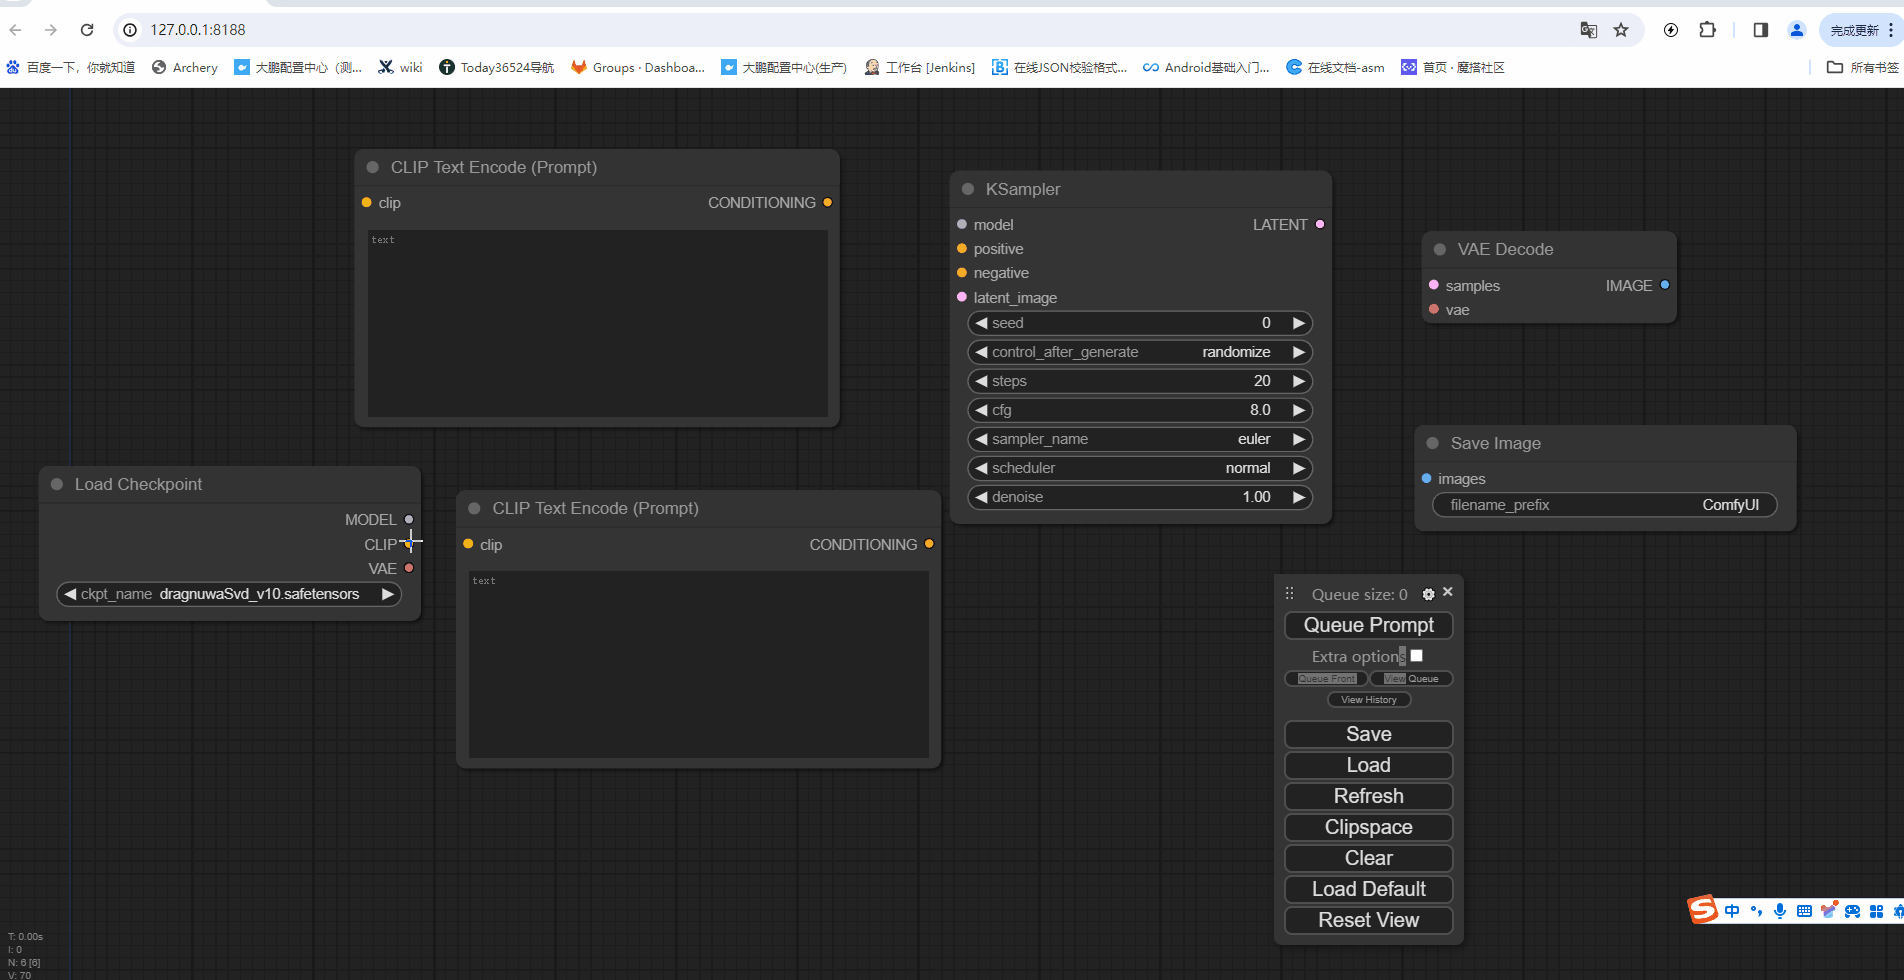 127.0.0.1:8188
完成更新
百度一下，你就知道
Archery
大鹏配置中心（测...
wiki
Today36524导航
Groups · Dashboa...
大鹏配置中心(生产)
工作台 [Jenkins]
在线JSON校验格式...
Android基础入门...
在线文档-asm
首页 · 魔搭社区
所有书签
CLIP Text Encode (Prompt)
clip
CONDITIONING
text
KSampler
model
LATENT
positive
negative
latent_image
seed 0
control_after_generate randomize
steps 20
cfg 8.0
sampler_name euler
scheduler normal
denoise 1.00
VAE Decode
samples
IMAGE
vae
Save Image
images
filename_prefix ComfyUI
Load Checkpoint
MODEL
CLIP
VAE
ckpt_name dragnuwaSvd_v10.safetensors
CLIP Text Encode (Prompt)
clip
CONDITIONING
text
Queue size: 0
Queue Prompt
Extra options
Queue Front
View Queue
View History
Save
Load
Refresh
Clipspace
Clear
Load Default
Reset View
中
T: 0.00s
I: 0
N: 6 [6]
V: 70